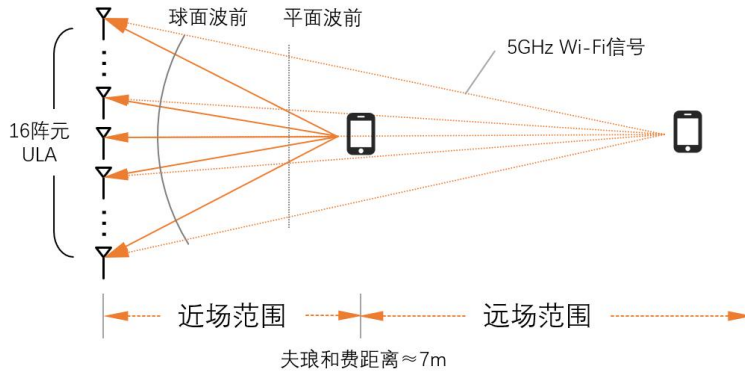 球面波前
平面波前
5GHz Wi-Fi信号
16阵元
ULA
近场范围
远场范围
夫琅和费距离≈7m